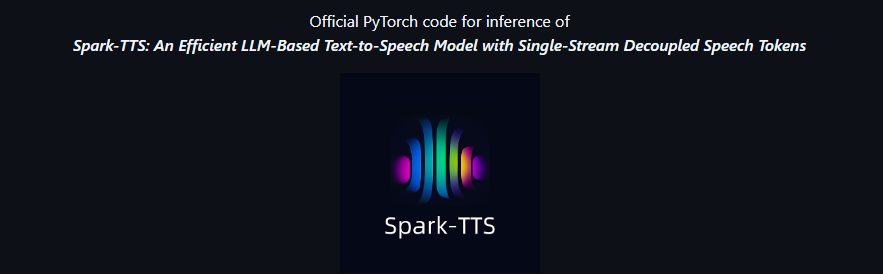 Official PyTorch code for inference of
Spark-TTS: An Efficient LLM-Based Text-to-Speech Model with Single-Stream Decoupled Speech Tokens
Spark-TTS